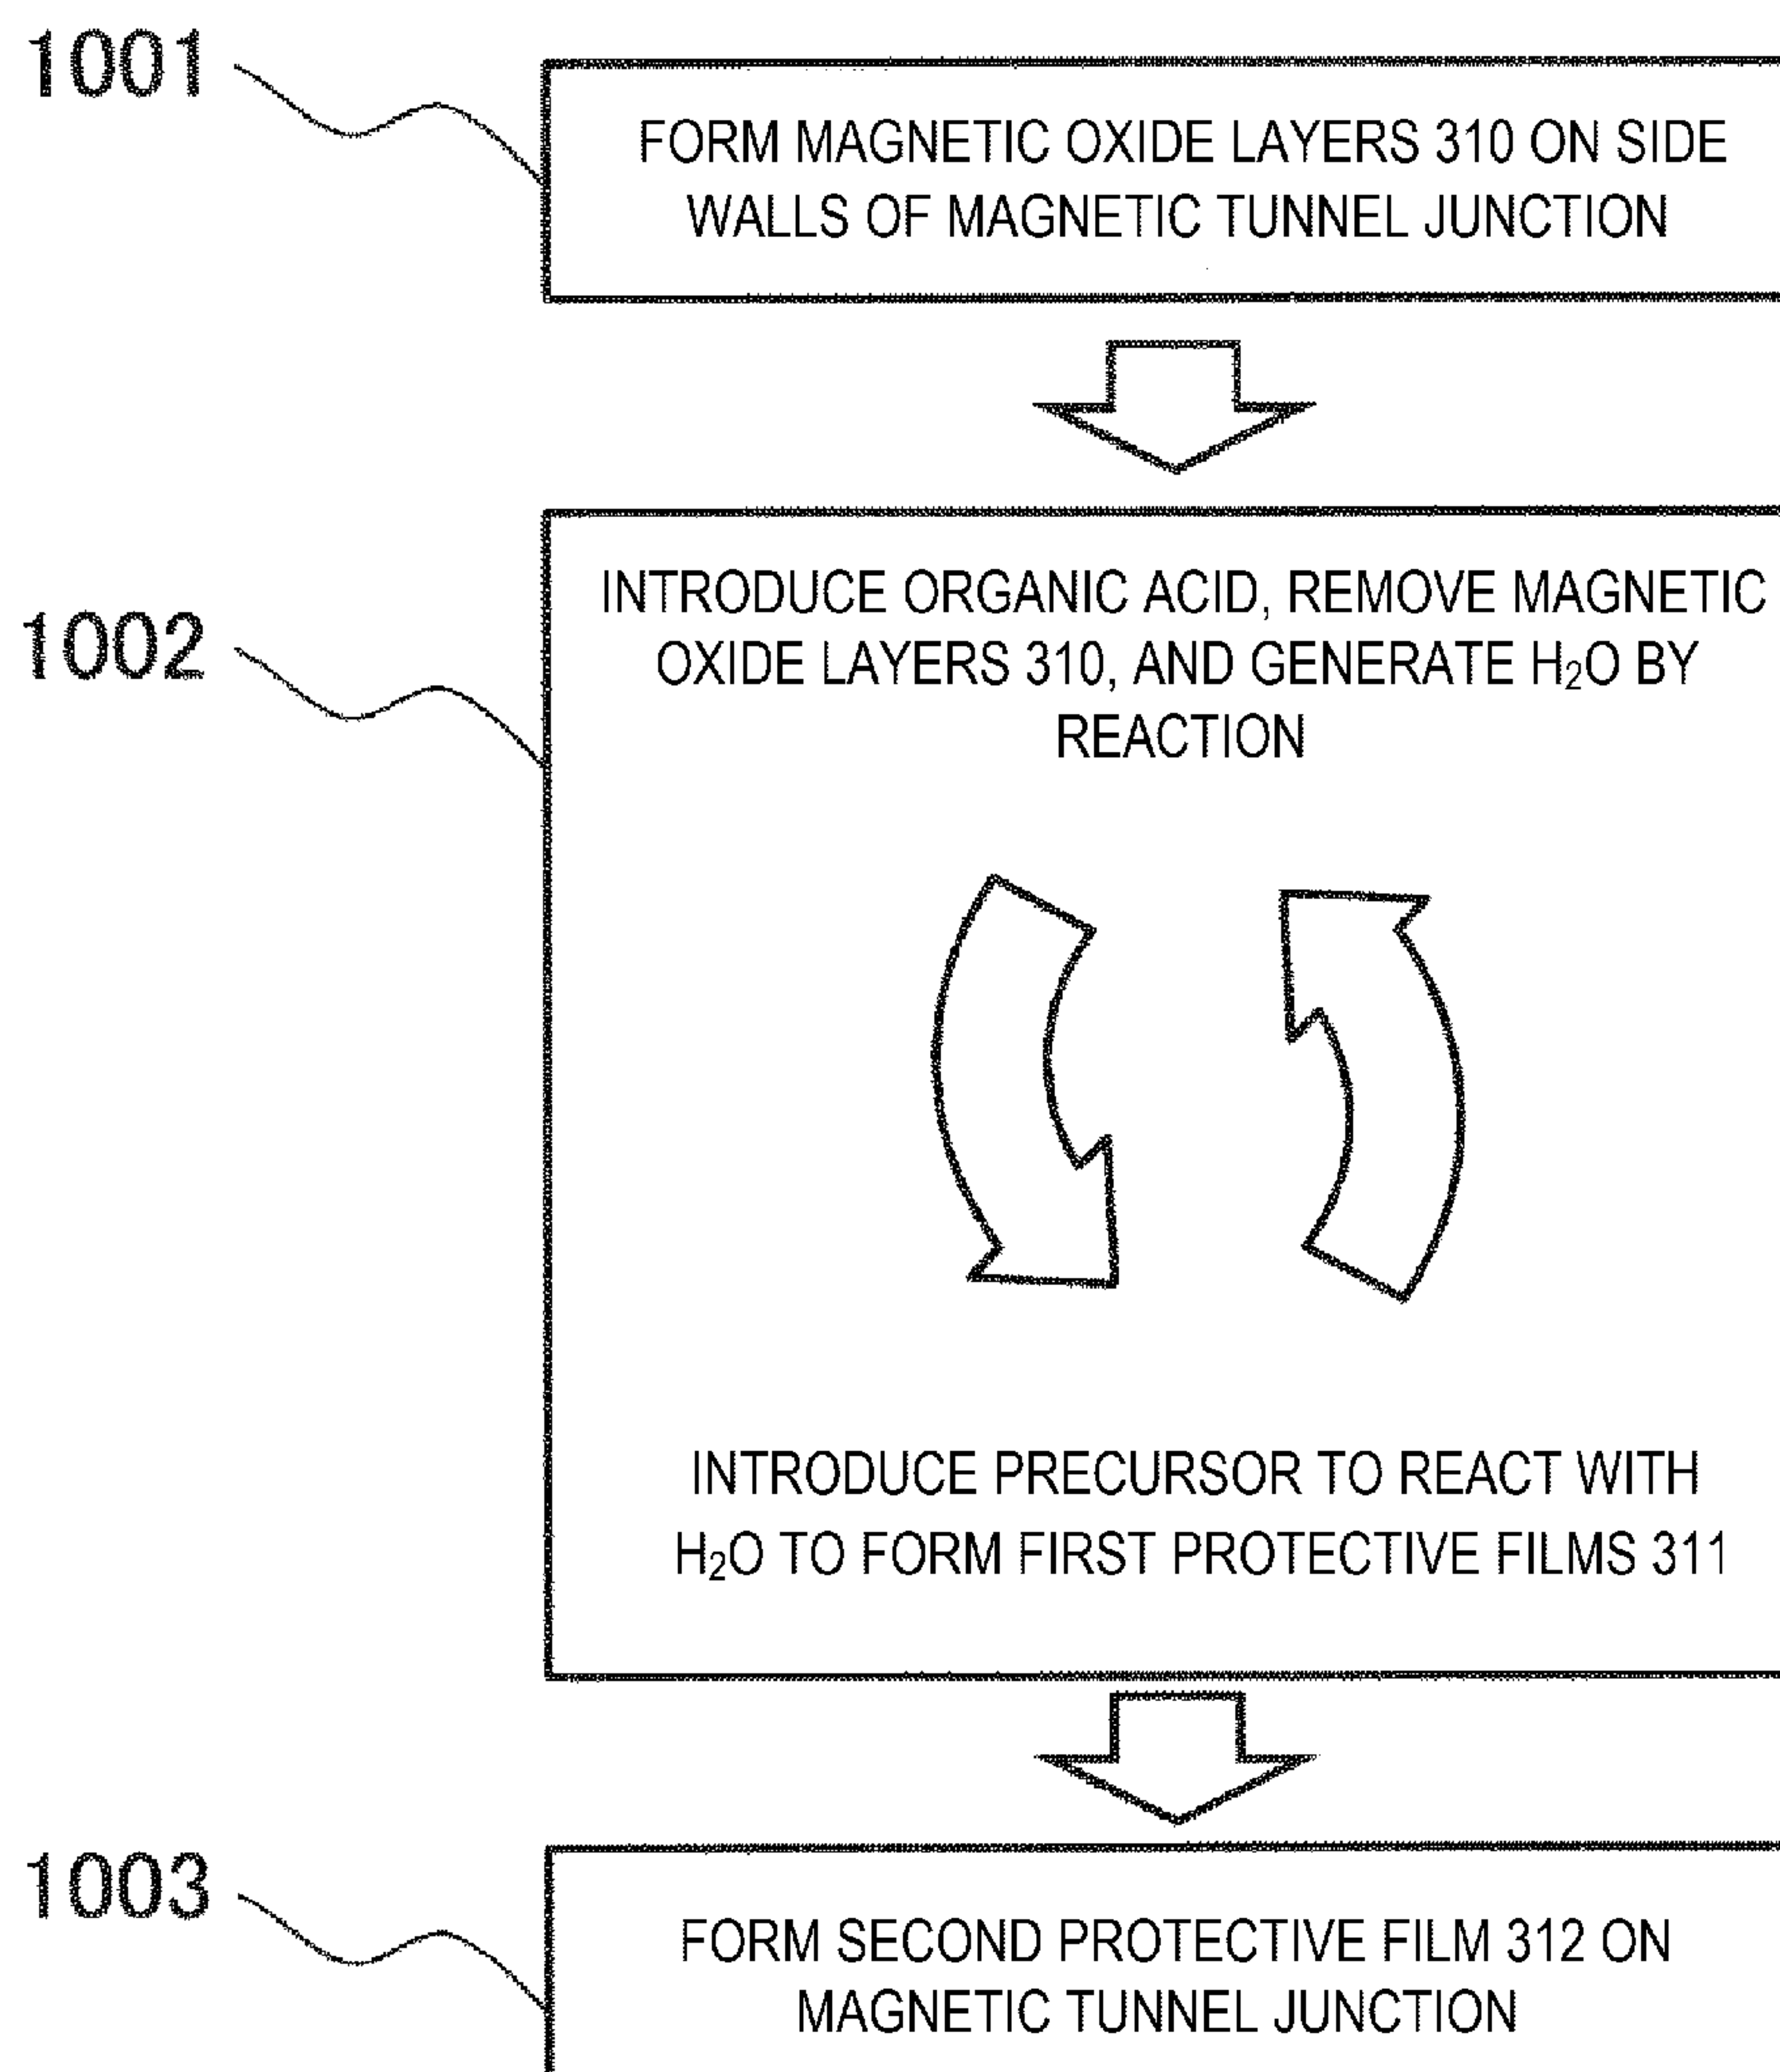 1001
FORM MAGNETIC OXIDE LAYERS 310 ON SIDE
WALLS OF MAGNETIC TUNNEL JUNCTION
1002
INTRODUCE ORGANIC ACID, REMOVE MAGNETIC
OXIDE LAYERS 310, AND GENERATE H₂O BY
REACTION
INTRODUCE PRECURSOR TO REACT WITH
H₂O TO FORM FIRST PROTECTIVE FILMS 311
1003
FORM SECOND PROTECTIVE FILM 312 ON
MAGNETIC TUNNEL JUNCTION